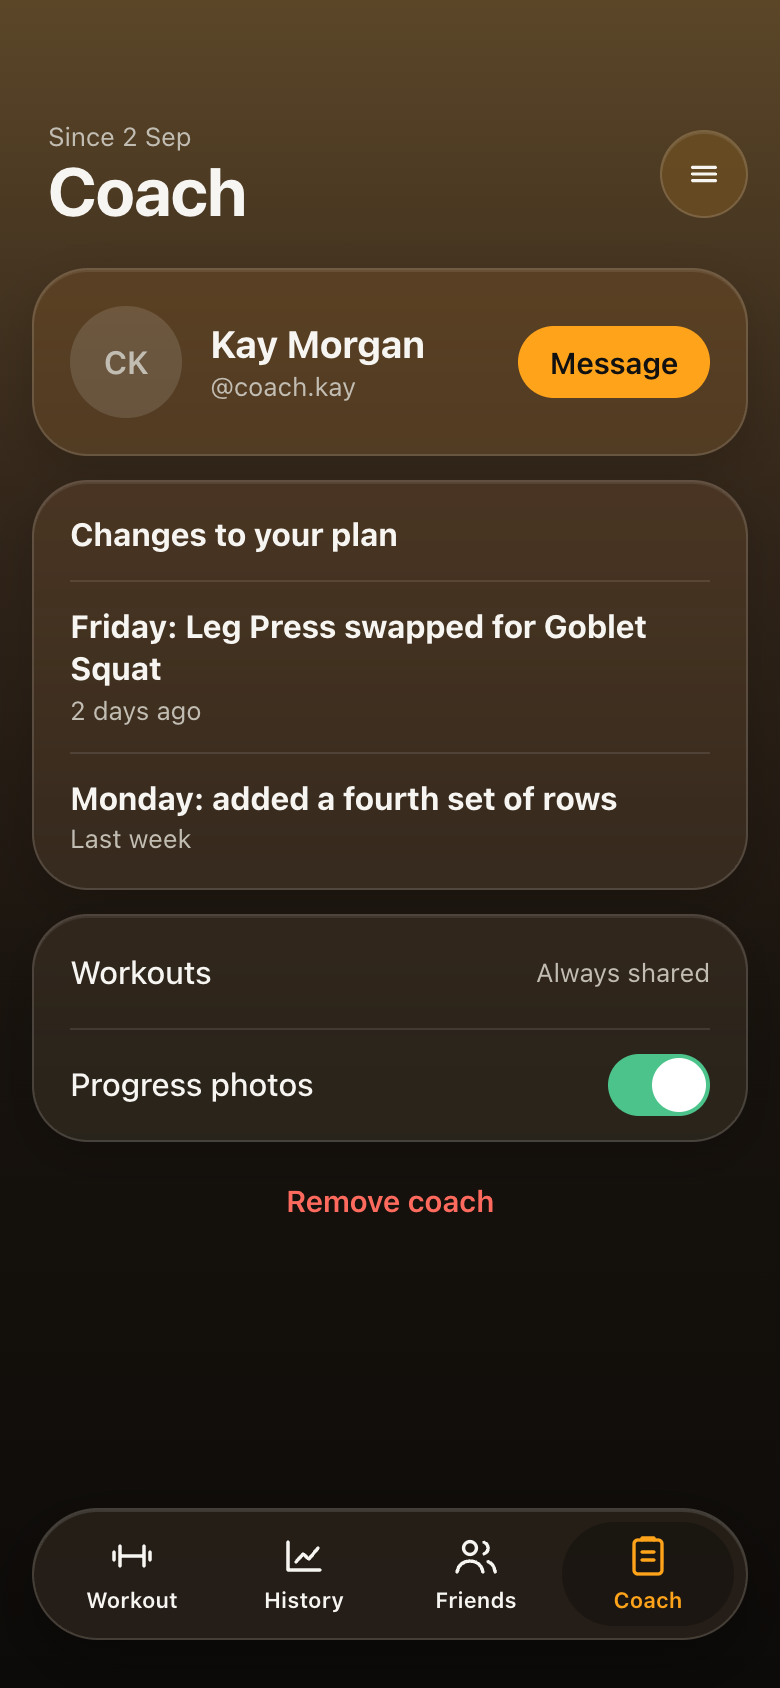 Since 2 Sep
Coach
CK
Kay Morgan
@coach.kay
Message
Changes to your plan
Friday: Leg Press swapped for Goblet
Squat
2 days ago
Monday: added a fourth set of rows
Last week
Workouts
Always shared
Progress photos
Remove coach
Workout
History
Friends
Coach